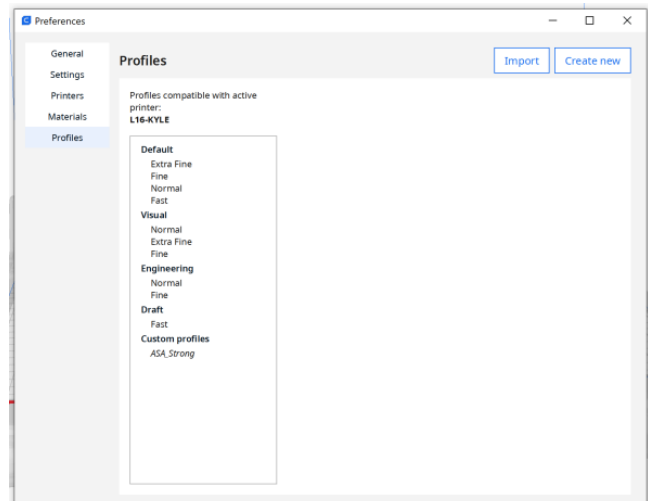 Preferences
General
Settings
Printers
Materials
Profiles
Profiles
Import
Create new
Profiles compatible with active
printer:
L16-KYLE
Default
Extra Fine
Fine
Normal
Fast
Visual
Normal
Extra Fine
Fine
Engineering
Normal
Fine
Draft
Fast
Custom profiles
ASA_Strong